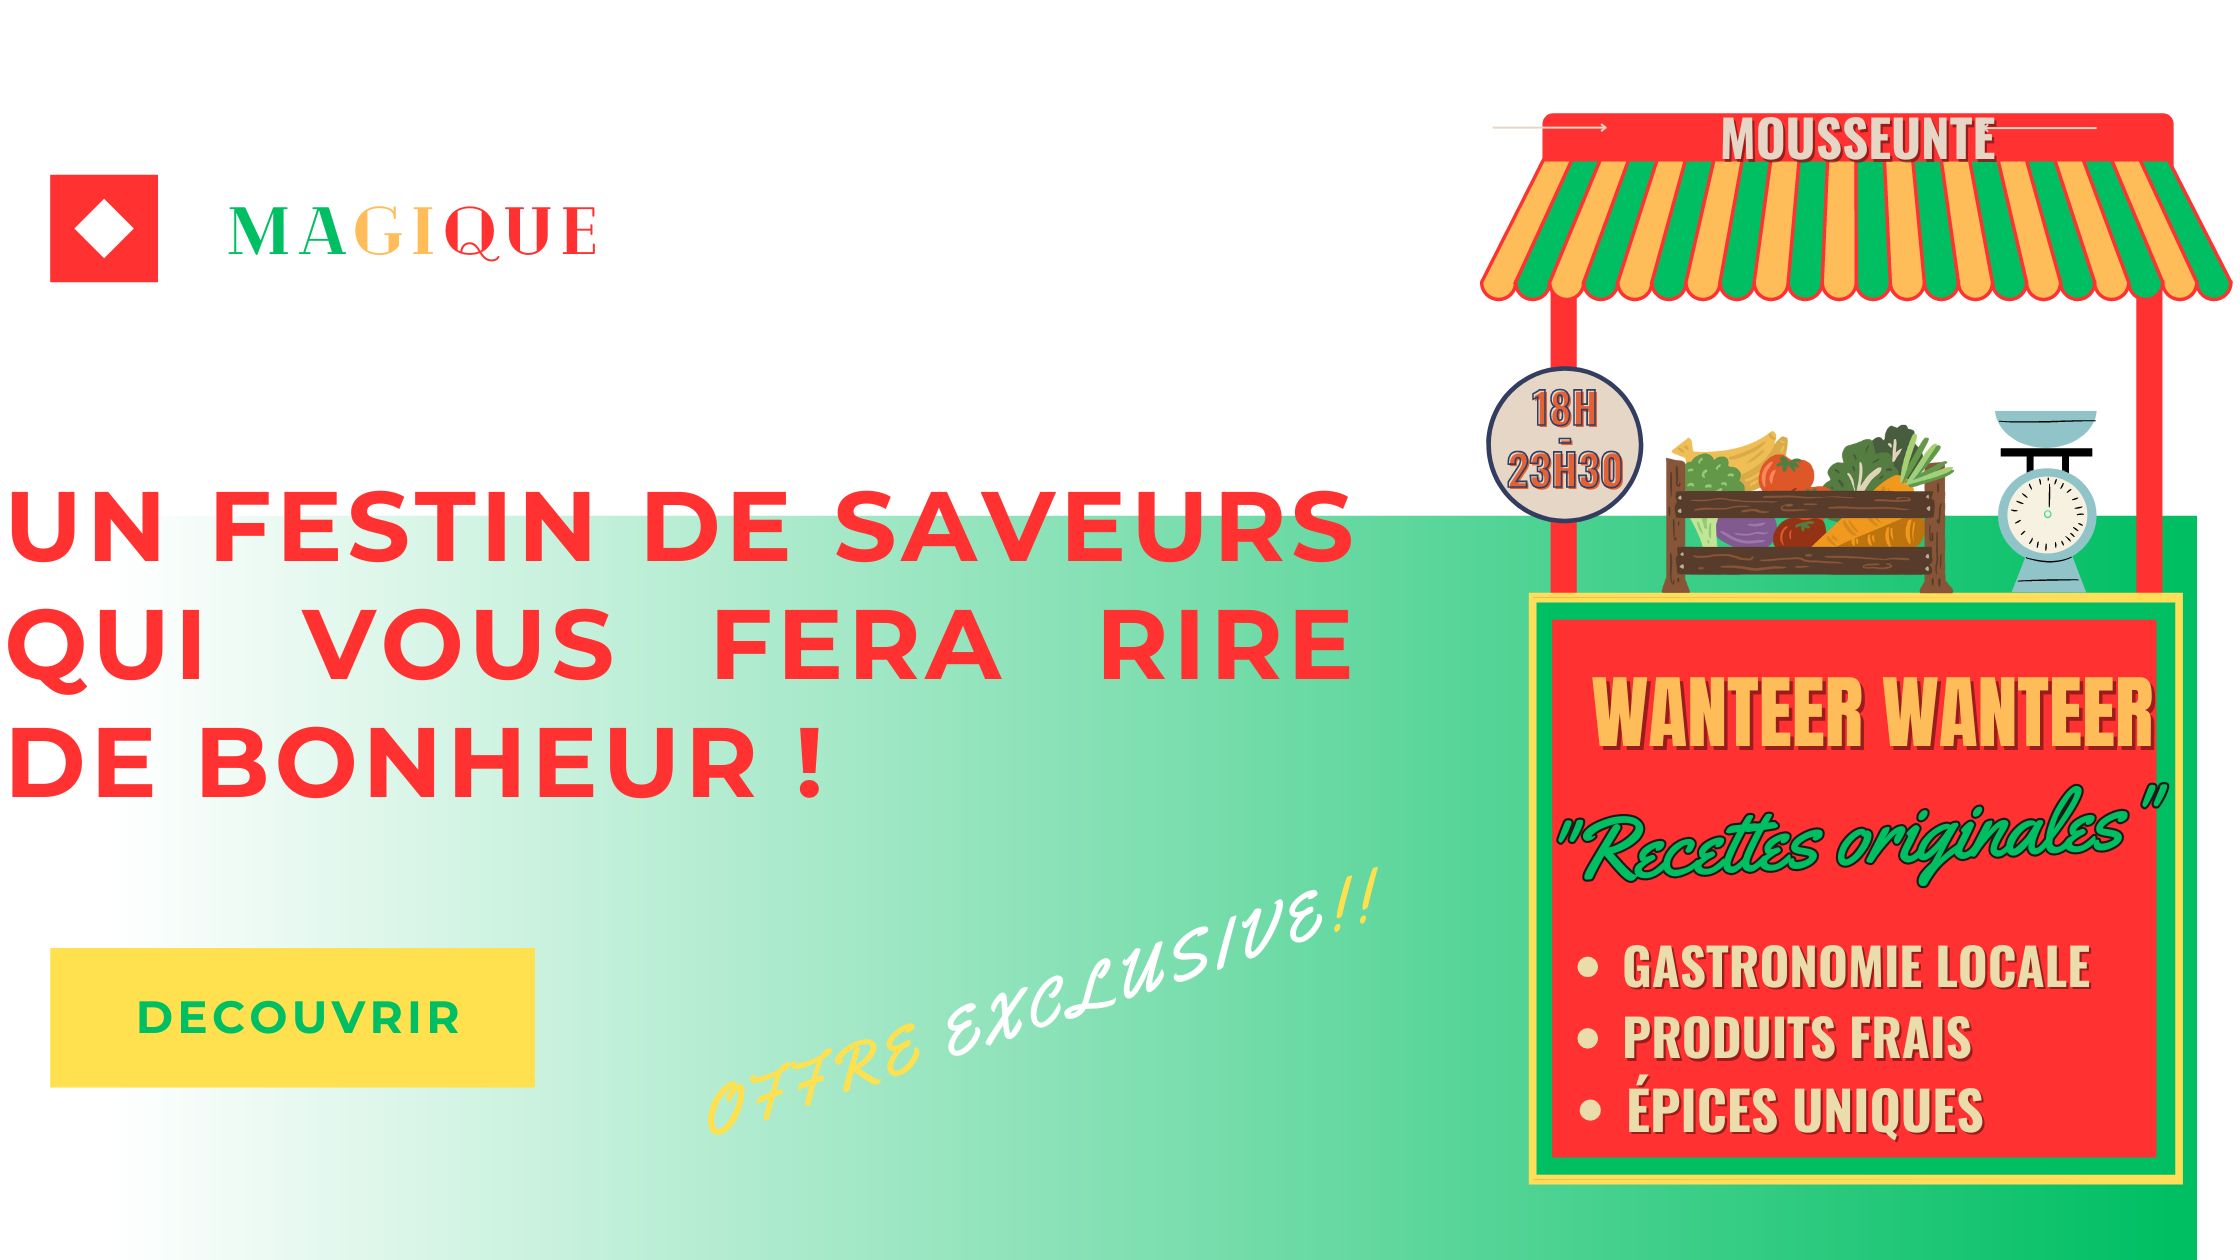 MAGIQUE
UN FESTIN DE SAVEURS
QUI VOUS FERA RIRE
DE BONHEUR !
DECOUVRIR
OFFRE EXCLUSIVE!!
MOUSSEUNTE
18H
-
23H30
WANTEER WANTEER
"Recettes originales"
• GASTRONOMIE LOCALE
• PRODUITS FRAIS
• ÉPICES UNIQUES